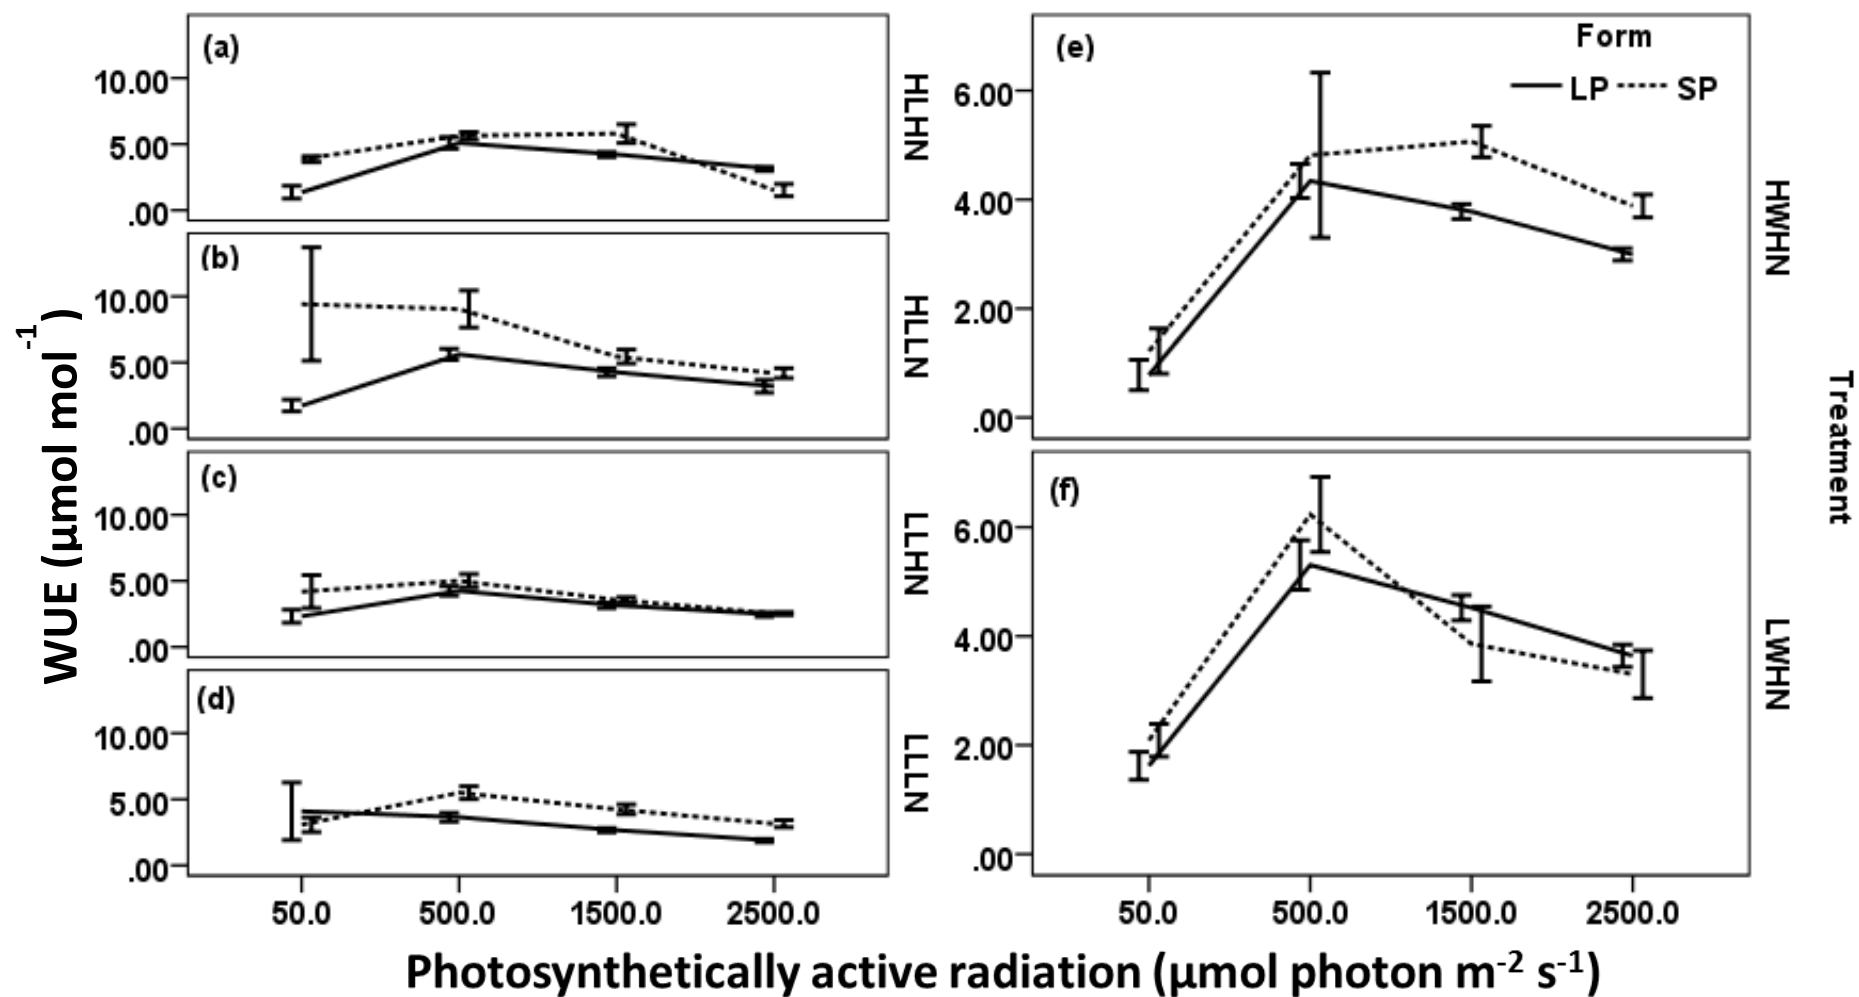 (a)
10.00
5.00
.00
HLHN
(b)
10.00
5.00
.00
HLLN
(c)
10.00
5.00
.00
LLHN
(d)
10.00
5.00
.00
LLLN
50.0 500.0 1500.0 2500.0
(e)
Form
LP SP
6.00
4.00
2.00
.00
HWHN
(f)
6.00
4.00
2.00
.00
LWHN
50.0 500.0 1500.0 2500.0
Treatment
WUE (µmol mol⁻¹)
Photosynthetically active radiation (µmol photon m⁻² s⁻¹)